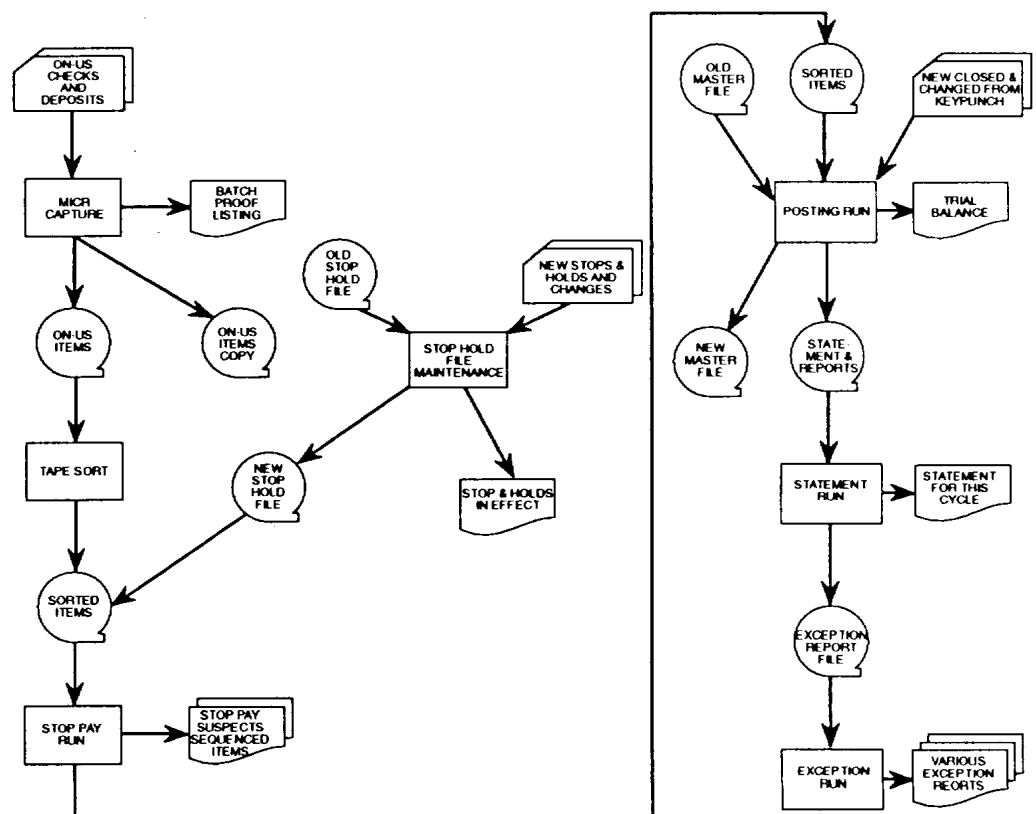 ON-US
CHECKS
AND
DEPOSITS
MICR
CAPTURE
BATCH
PROOF
LISTING
ON-US
ITEMS
ON-US
ITEMS
COPY
OLD
STOP
HOLD
FILE
NEW STOPS &
HOLDS AND
CHANGES
STOP HOLD
FILE
MAINTENANCE
TAPE SORT
NEW
STOP
HOLD
FILE
STOP & HOLDS
IN EFFECT
SORTED
ITEMS
STOP PAY
RUN
STOP PAY
SUSPECTS
SEQUENCED
ITEMS
OLD
MASTER
FILE
SORTED
ITEMS
NEW CLOSED &
CHANGED FROM
KEYPUNCH
POSTING RUN
TRIAL
BALANCE
NEW
MASTER
FILE
STATE-
MENT &
REPORTS
STATEMENT
RUN
STATEMENT
FOR THIS
CYCLE
EXCEPTION
REPORT
FILE
EXCEPTION
RUN
VARIOUS
EXCEPTION
REORTS